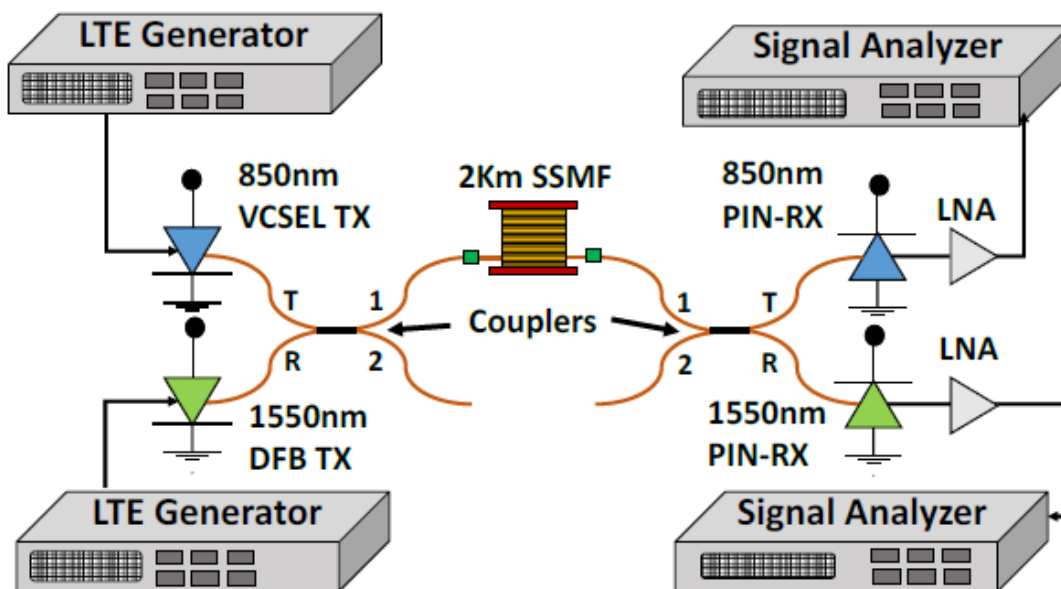 LTE Generator
Signal Analyzer
850nm
VCSEL TX
2Km SSMF
850nm
PIN-RX
LNA
T
1
Couplers
1
T
R
2
2
R
LNA
1550nm
DFB TX
1550nm
PIN-RX
LTE Generator
Signal Analyzer